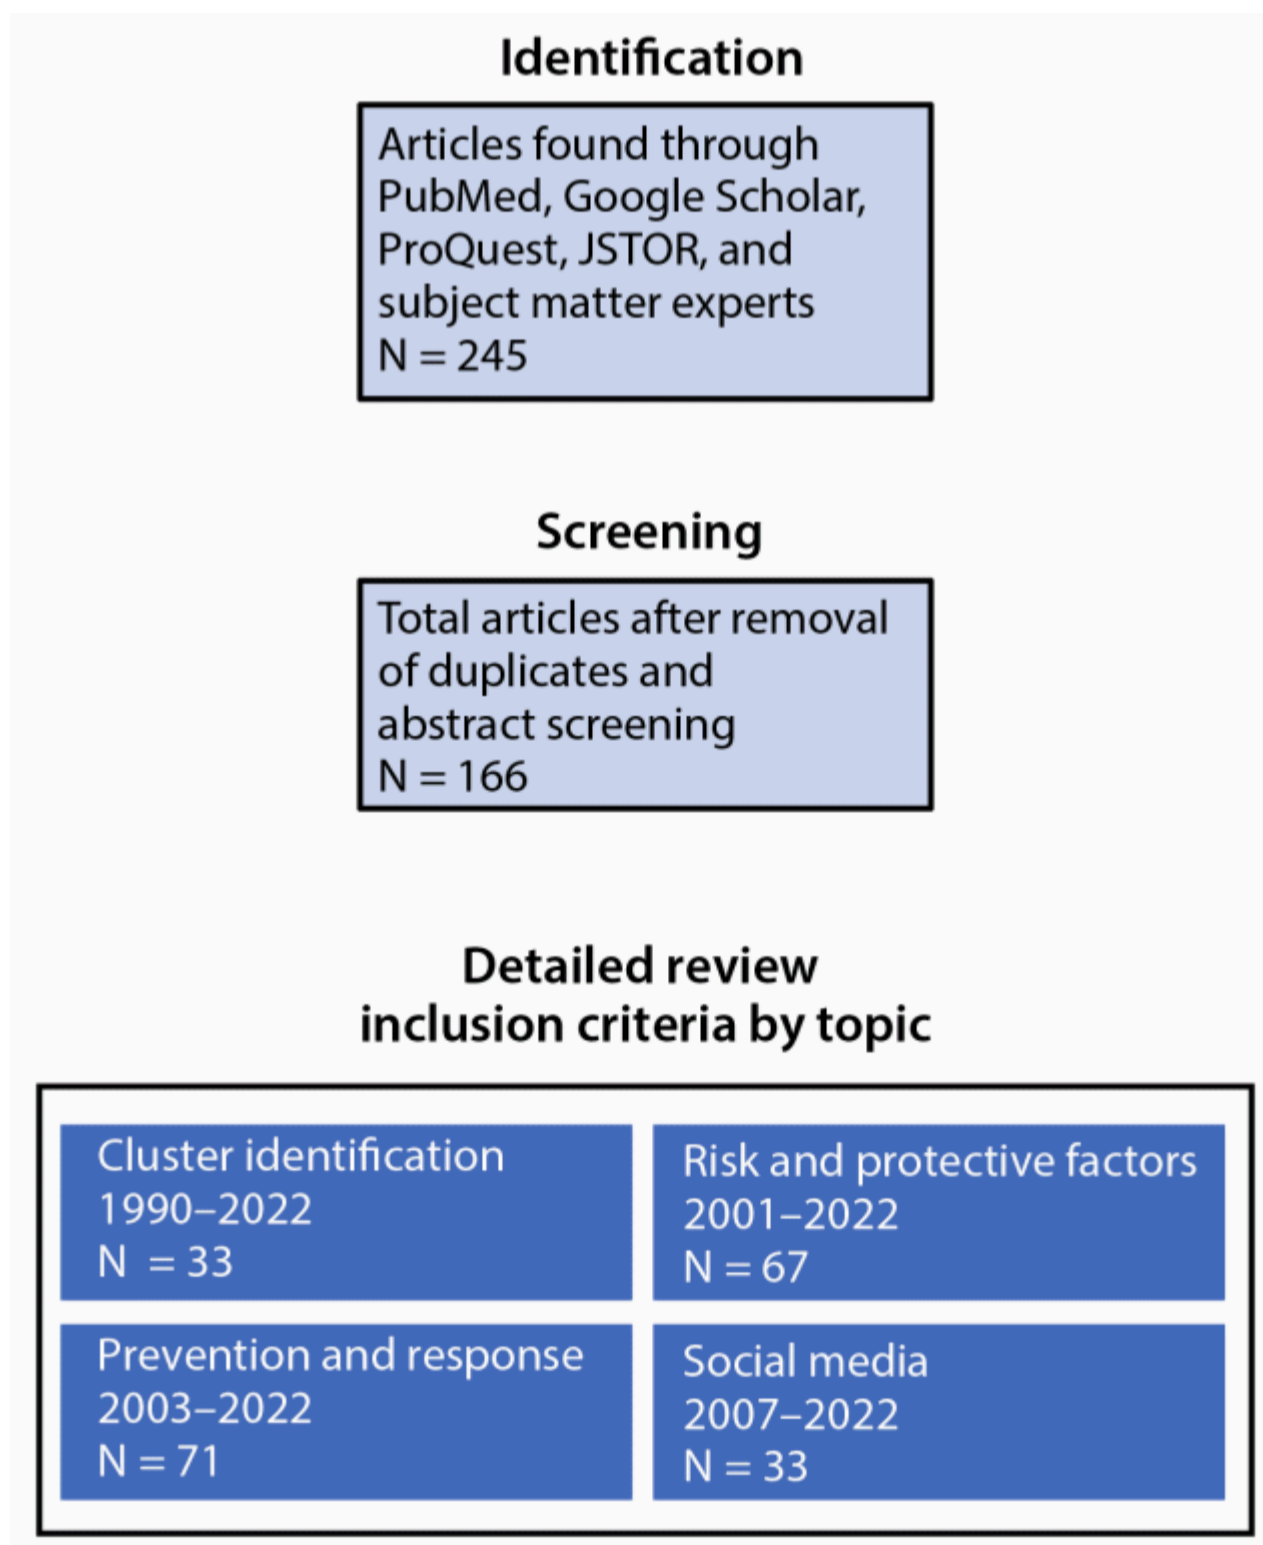 Identification
Articles found through
PubMed, Google Scholar,
ProQuest, JSTOR, and
subject matter experts
N = 245
Screening
Total articles after removal
of duplicates and
abstract screening
N = 166
Detailed review
inclusion criteria by topic
Cluster identification
1990–2022
N = 33
Risk and protective factors
2001–2022
N = 67
Prevention and response
2003–2022
N = 71
Social media
2007–2022
N = 33